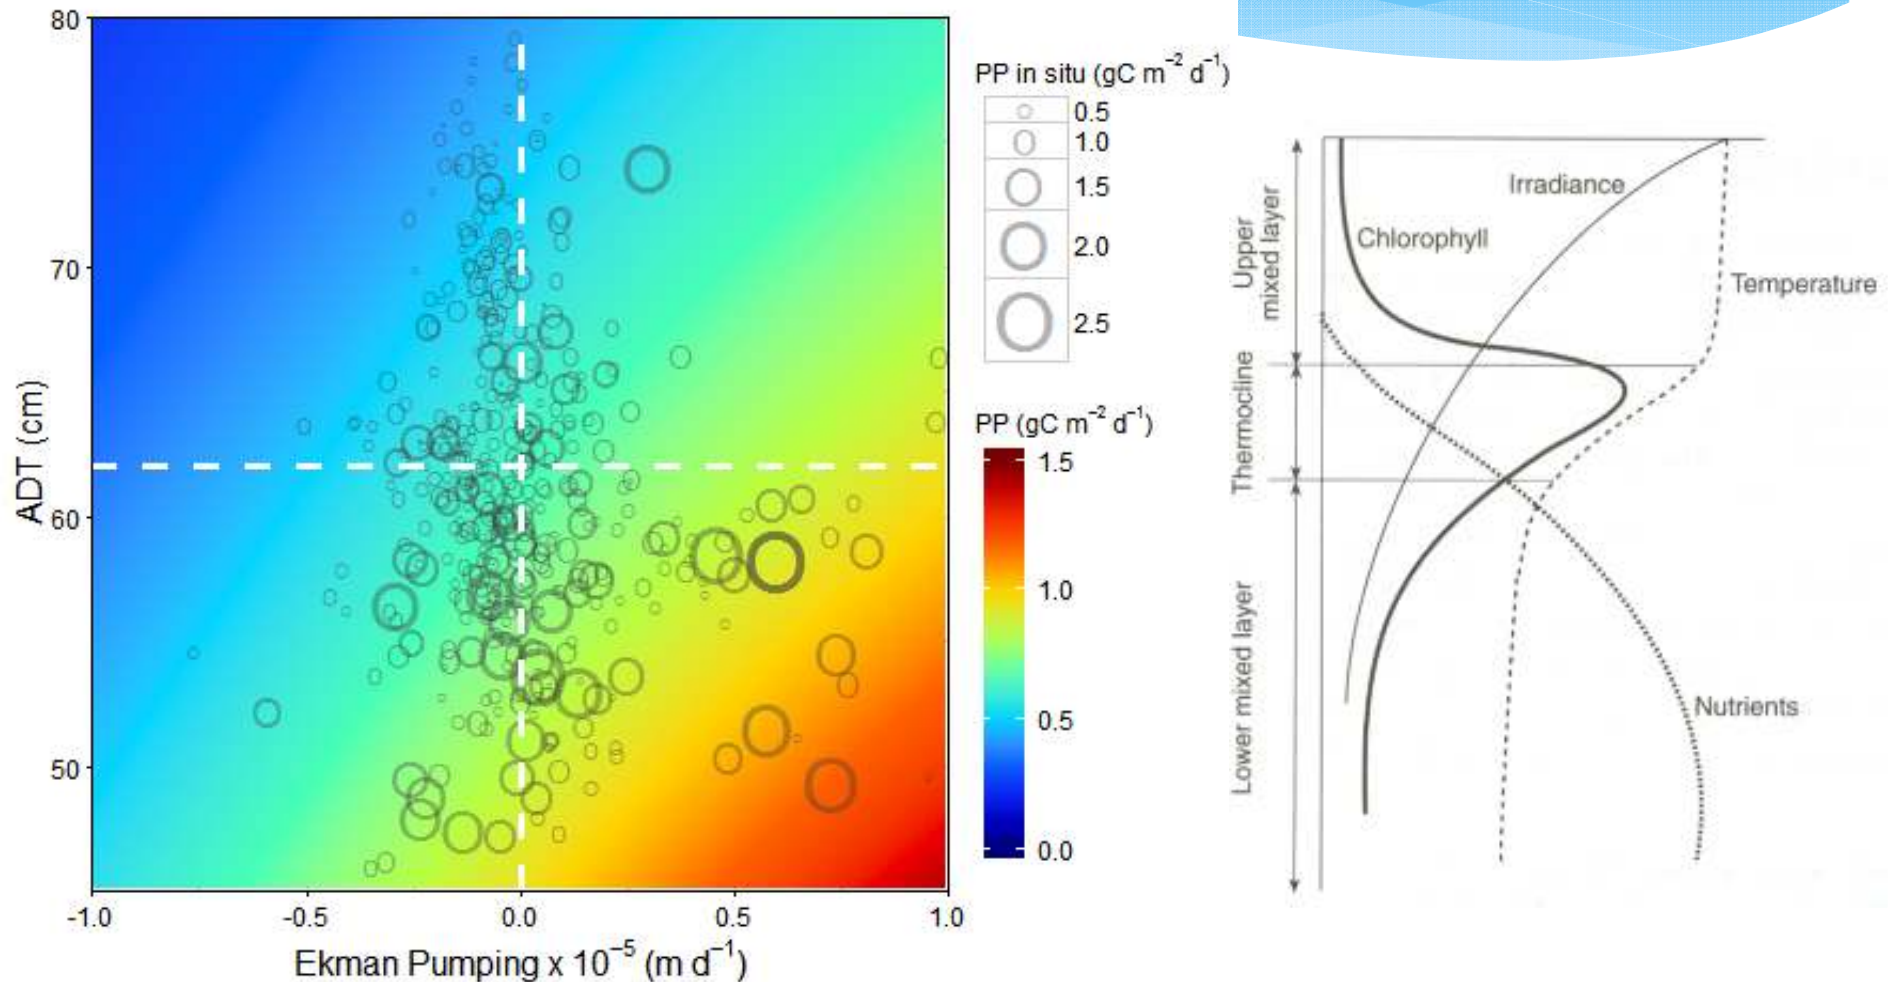 80
70
60
50
ADT (cm)
-1.0
-0.5
0.0
0.5
1.0
Ekman Pumping x 10⁻⁵ (m d⁻¹)
PP in situ (gC m⁻² d⁻¹)
0.5
1.0
1.5
2.0
2.5
PP (gC m⁻² d⁻¹)
1.5
1.0
0.5
0.0
Upper
mixed layer
Thermocline
Lower mixed layer
Irradiance
Chlorophyll
Temperature
Nutrients